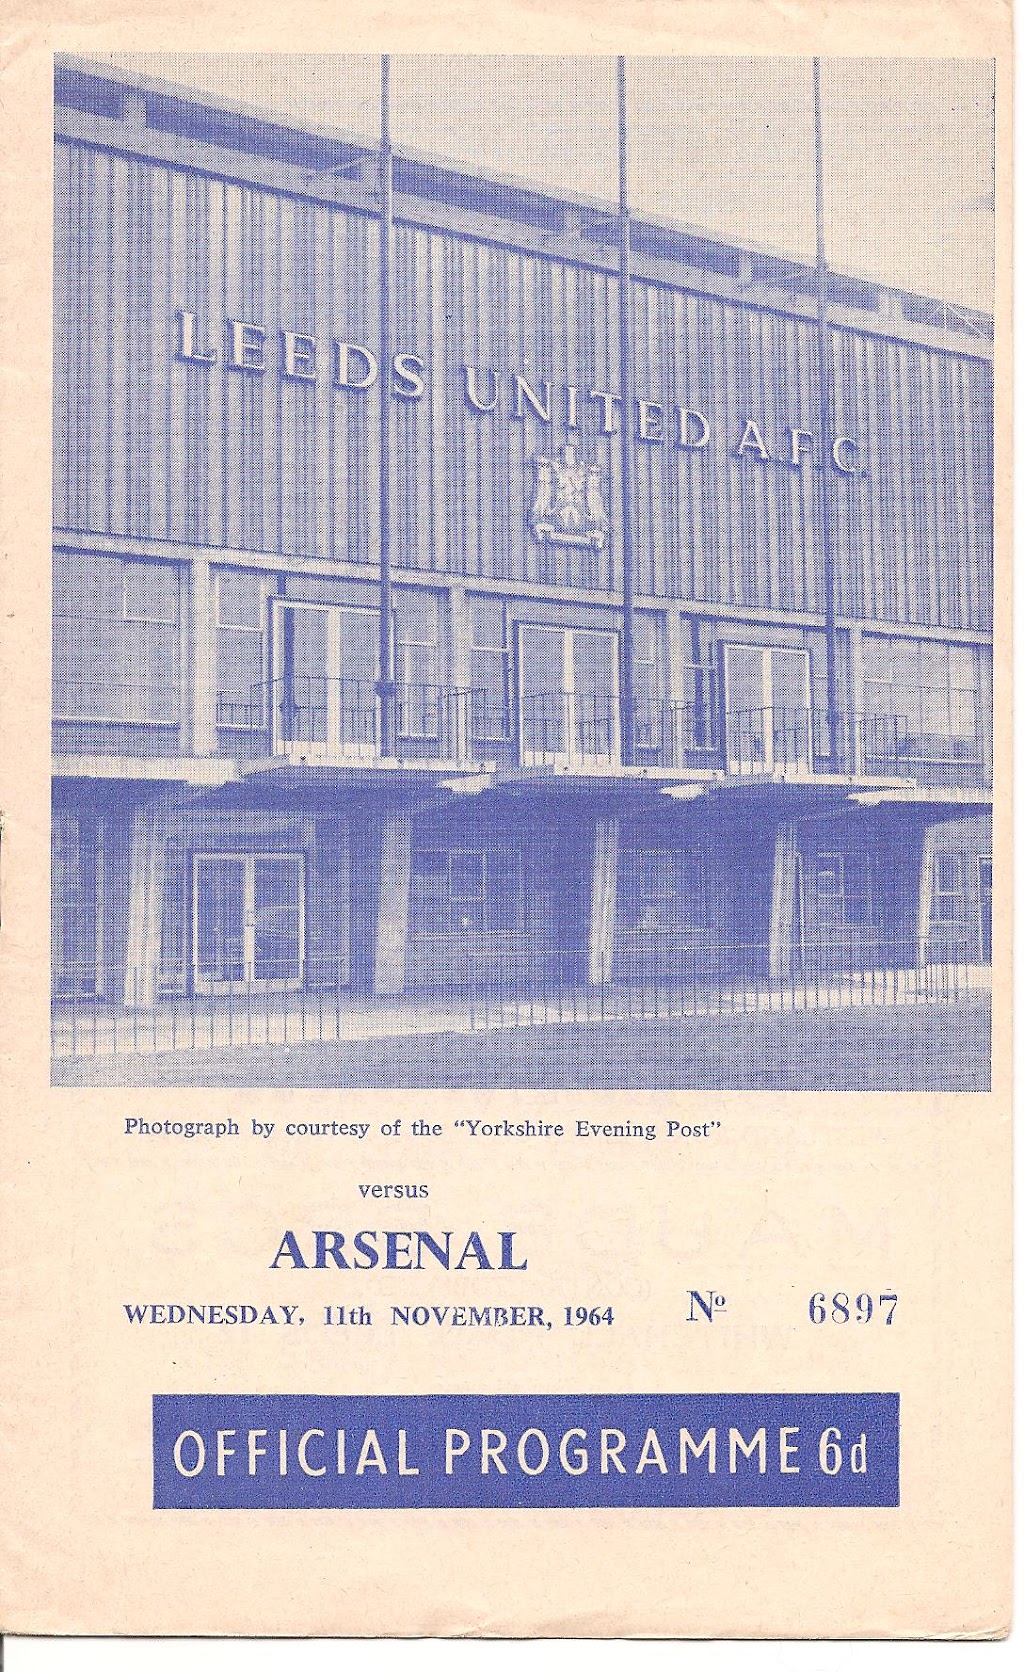 LEEDS UNITED A.F.C.
Photograph by courtesy of the "Yorkshire Evening Post"
versus
ARSENAL
WEDNESDAY, 11th NOVEMBER, 1964 Nº 6897
OFFICIAL PROGRAMME 6d